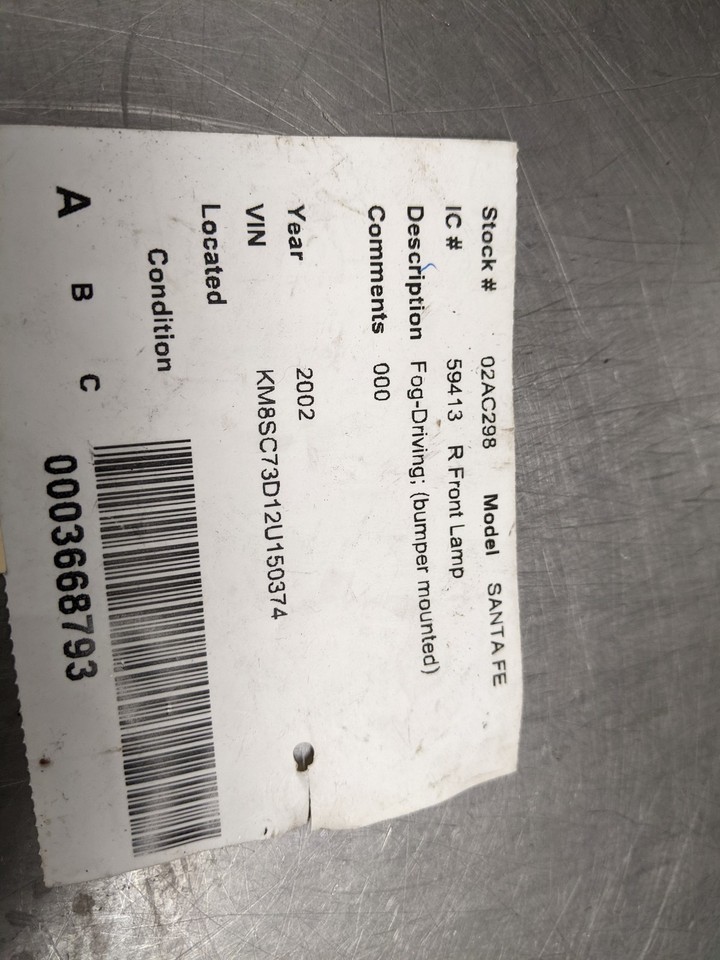 Stock # 02AC298 Model SANTA FE
IC # 59413 R Front Lamp
Description Fog-Driving; (bumper mounted)
Comments 000
Year 2002
VIN KM8SC73D12U150374
Located
Condition
A B C
0003668793